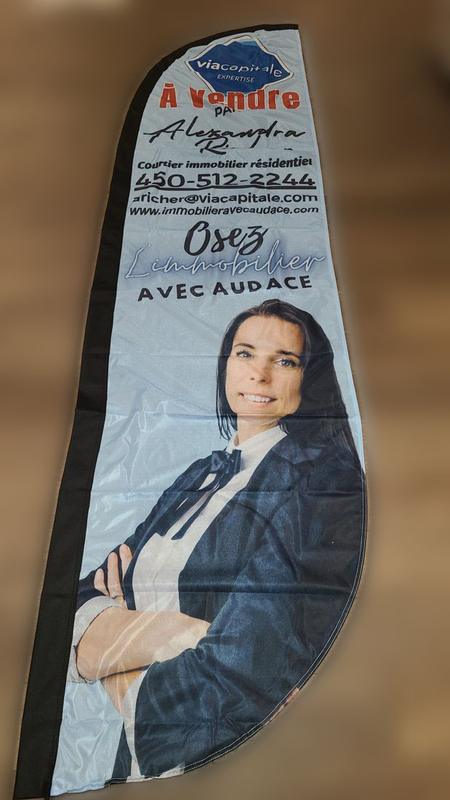 viacapitale
EXPERTISE
À Vendre
PAR
Alexandra
Courtier immobilier résidentiel
450-512-2244
aricher@viacapitale.com
www.immobilieravecaudace.com
Osez
L'immobilier
AVEC AUDACE